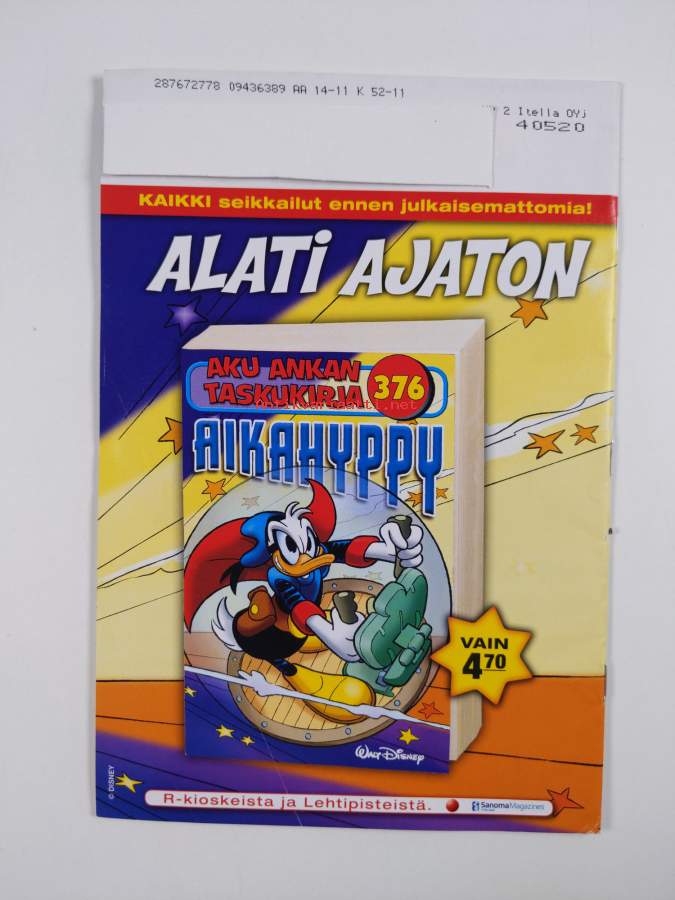 287672778 09436389 AA 14-11 K 52-11
2 Itella OYj
40520
KAIKKI seikkailut ennen julkaisemattomia!
ALATi AJATON
AKU ANKAN
TASKUKIRJA
376
AIKAHYPPY
VAIN
4 70
Walt Disney
© DISNEY
R-kioskeista ja Lehtipisteistä.
SanomaMagazines